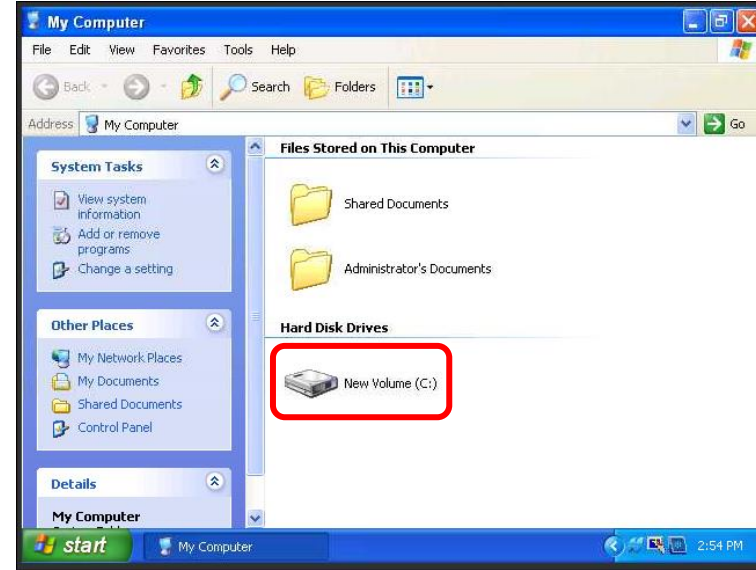 My Computer
File Edit View Favorites Tools Help
Back Search Folders
Address My Computer Go
System Tasks
View system
information
Add or remove
programs
Change a setting
Other Places
My Network Places
My Documents
Shared Documents
Control Panel
Details
My Computer
Files Stored on This Computer
Shared Documents
Administrator's Documents
Hard Disk Drives
New Volume (C:)
start My Computer 2:54 PM